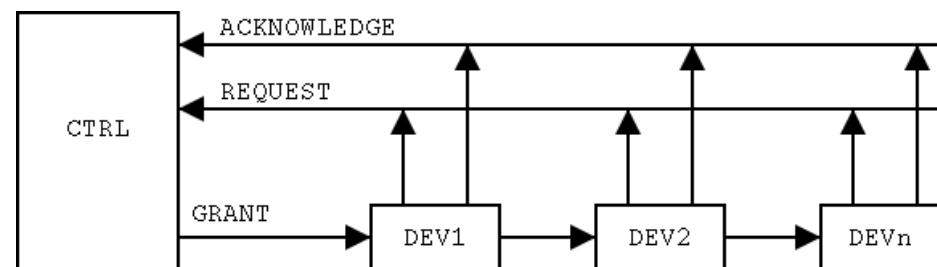 ACKNOWLEDGE
REQUEST
CTRL
GRANT
DEV1 DEV2 DEVn